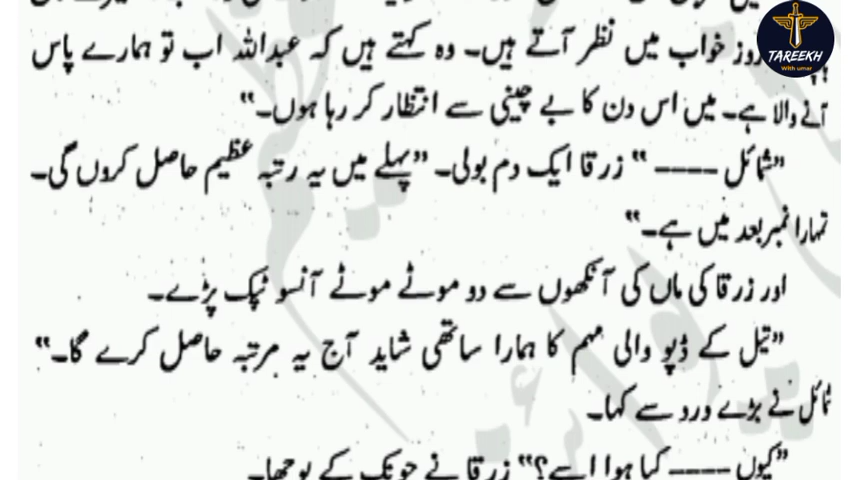 روز خواب میں نظر آتے ہیں۔ وہ کہتے ہیں کہ عبداللہ اب تو ہمارے پاس
آنے والا ہے۔ میں اس دن کا بے چینی سے انتظار کر رہا ہوں۔"
"شمائل ---- " زرقا ایک دم بولی۔ "پہلے میں یہ رتبہ عظیم حاصل کروں گی۔
تمہارا نمبر بعد میں ہے۔"
اور زرقا کی ماں کی آنکھوں سے دو موٹے موٹے آنسو ٹپک پڑے۔
"تیل کے ڈپو والی مہم کا ہمارا ساتھی شاید آج یہ مرتبہ حاصل کرے گا۔"
ثمائل نے بڑے درد سے کہا۔
"کیوں ---- کیا ہوا اسے؟" زرقا نے چونک کے پوچھا۔
TAREEKH
With umar